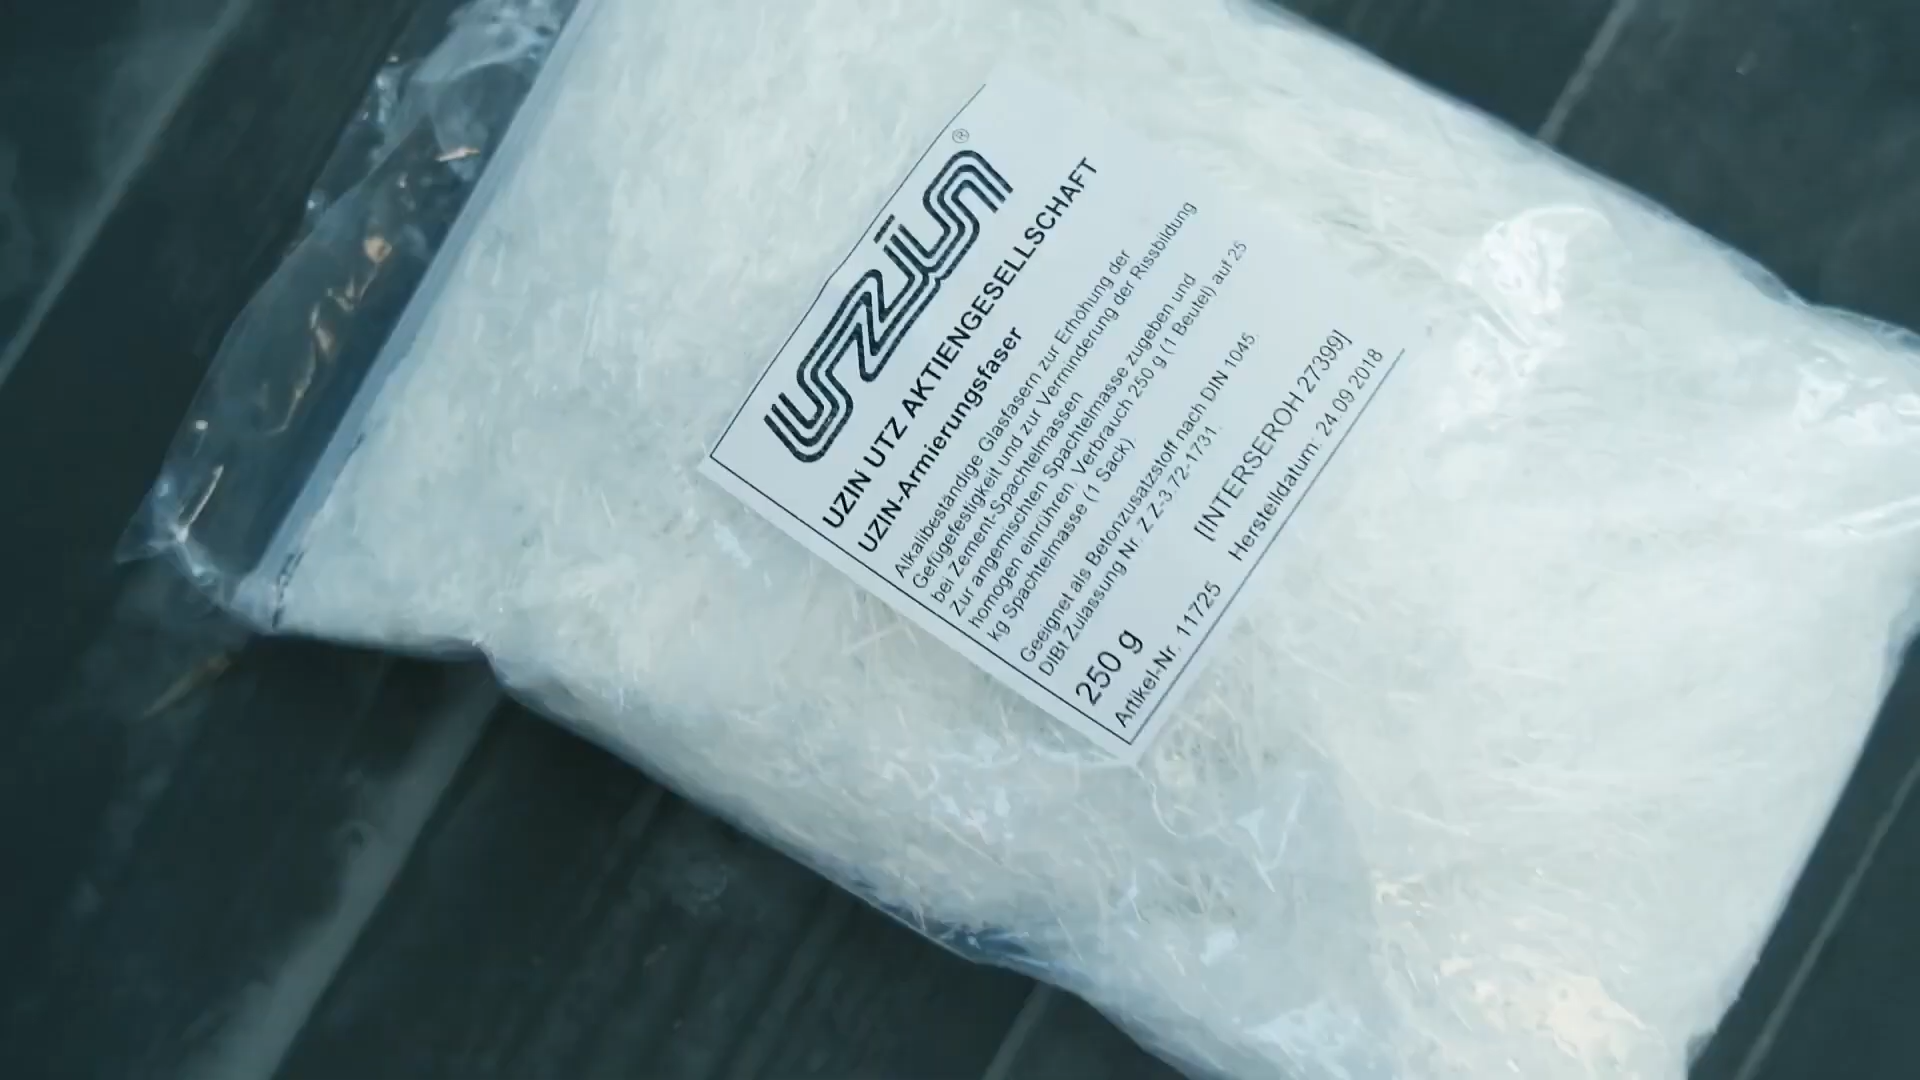 uzin®
UZIN UTZ AKTIENGESELLSCHAFT
UZIN-Armierungsfaser
Alkalibeständige Glasfasern zur Erhöhung der
Gefügefestigkeit und zur Verminderung der Rissbildung
bei Zement-Spachtelmassen
Zur angemischten Spachtelmasse zugeben und
homogen einrühren. Verbrauch 250 g (1 Beutel) auf 25
kg Spachtelmasse (1 Sack).
Geeignet als Betonzusatzstoff nach DIN 1045.
DIBt Zulassung Nr. Z Z-3.72-1731.
250 g
[INTERSEROH 27399]
Artikel-Nr. 11725
Herstelldatum: 24.09.2018